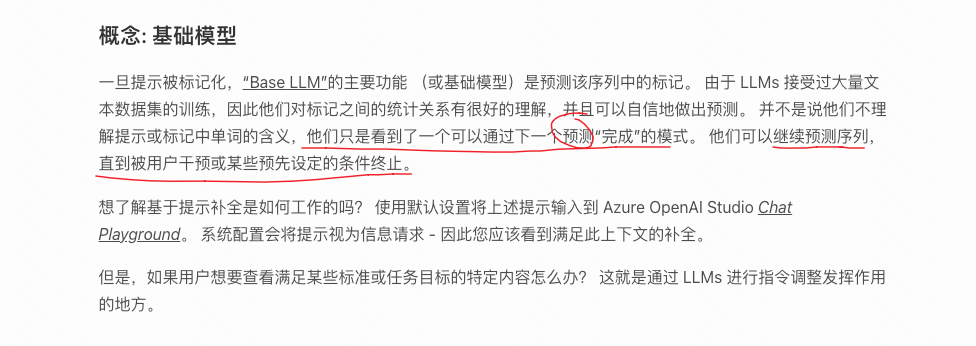 概念: 基础模型
一旦提示被标记化，“Base LLM”的主要功能 （或基础模型）是预测该序列中的标记。 由于 LLMs 接受过大量文
本数据集的训练，因此他们对标记之间的统计关系有很好的理解，并且可以自信地做出预测。 并不是说他们不理
解提示或标记中单词的含义，他们只是看到了一个可以通过下一个预测“完成”的模式。 他们可以继续预测序列，
直到被用户干预或某些预先设定的条件终止。
想了解基于提示补全是如何工作的吗？ 使用默认设置将上述提示输入到 Azure OpenAI Studio Chat
Playground。 系统配置会将提示视为信息请求 - 因此您应该看到满足此上下文的补全。
但是，如果用户想要查看满足某些标准或任务目标的特定内容怎么办？ 这就是通过 LLMs 进行指令调整发挥作用
的地方。